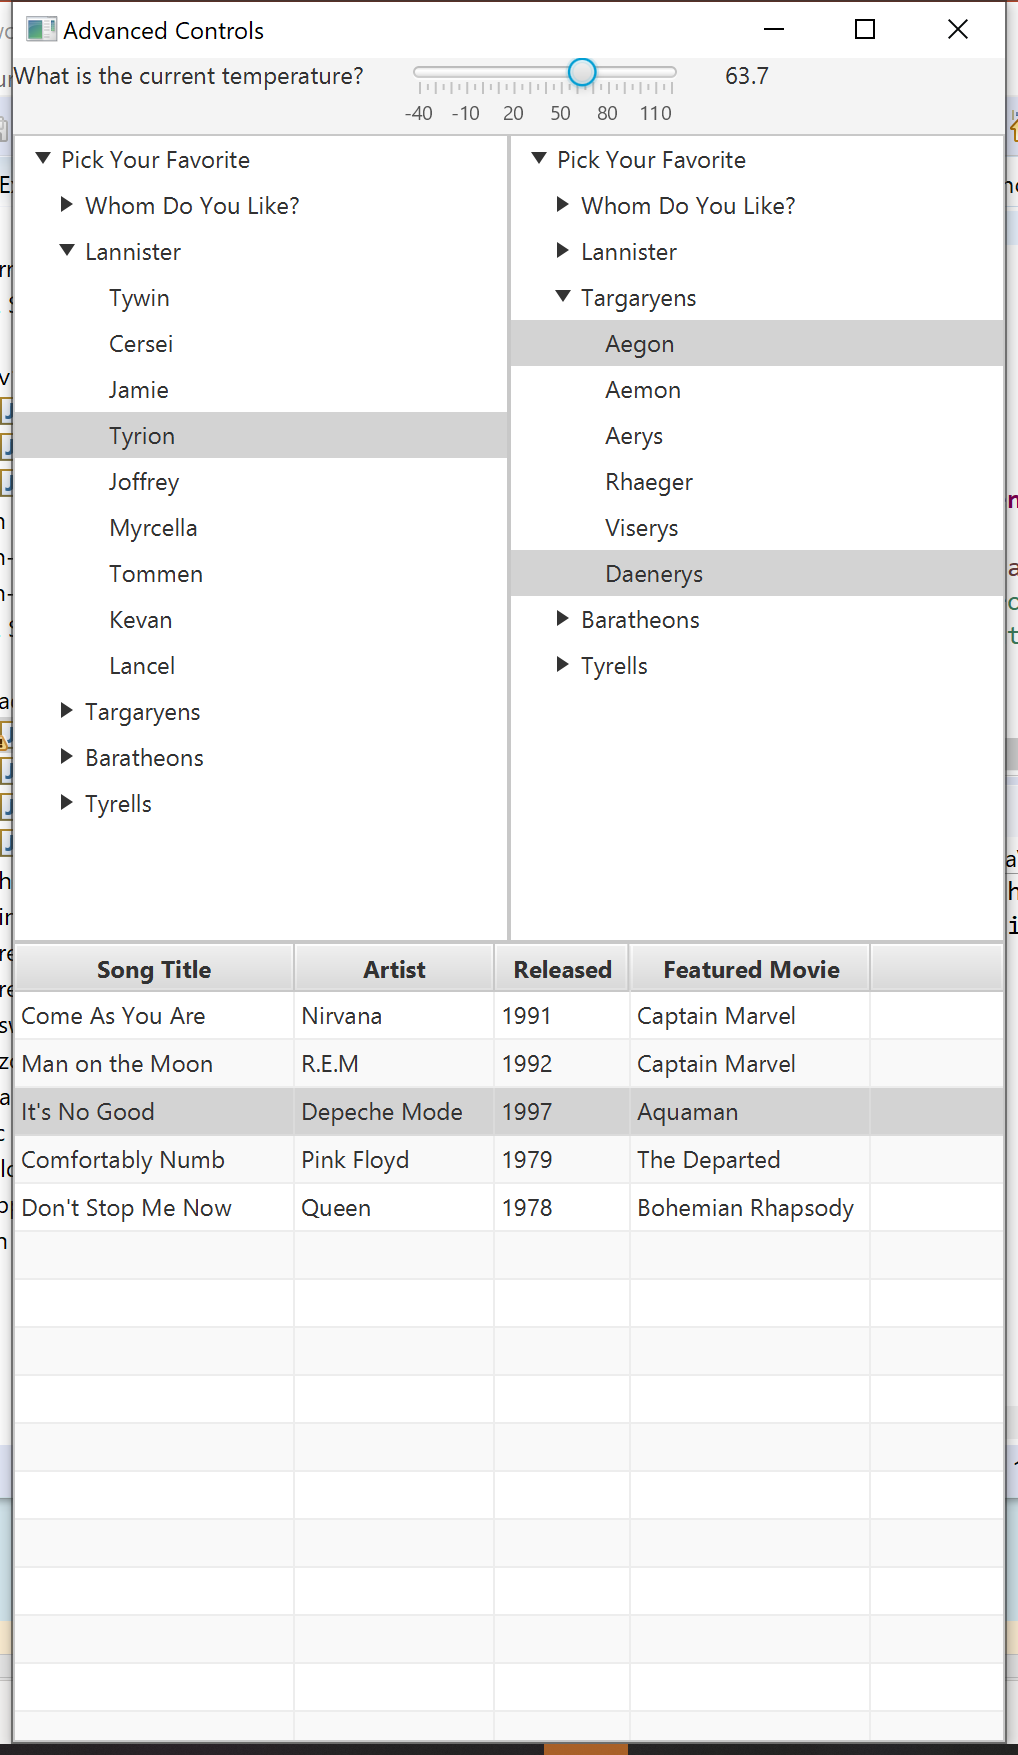 Advanced Controls
What is the current temperature? 63.7
-40 -10 20 50 80 110
Pick Your Favorite
Whom Do You Like?
Lannister
Tywin
Cersei
Jamie
Tyrion
Joffrey
Myrcella
Tommen
Kevan
Lancel
Targaryens
Baratheons
Tyrells
Pick Your Favorite
Whom Do You Like?
Lannister
Targaryens
Aegon
Aemon
Aerys
Rhaeger
Viserys
Daenerys
Baratheons
Tyrells
Song Title Artist Released Featured Movie
Come As You Are Nirvana 1991 Captain Marvel
Man on the Moon R.E.M 1992 Captain Marvel
It's No Good Depeche Mode 1997 Aquaman
Comfortably Numb Pink Floyd 1979 The Departed
Don't Stop Me Now Queen 1978 Bohemian Rhapsody